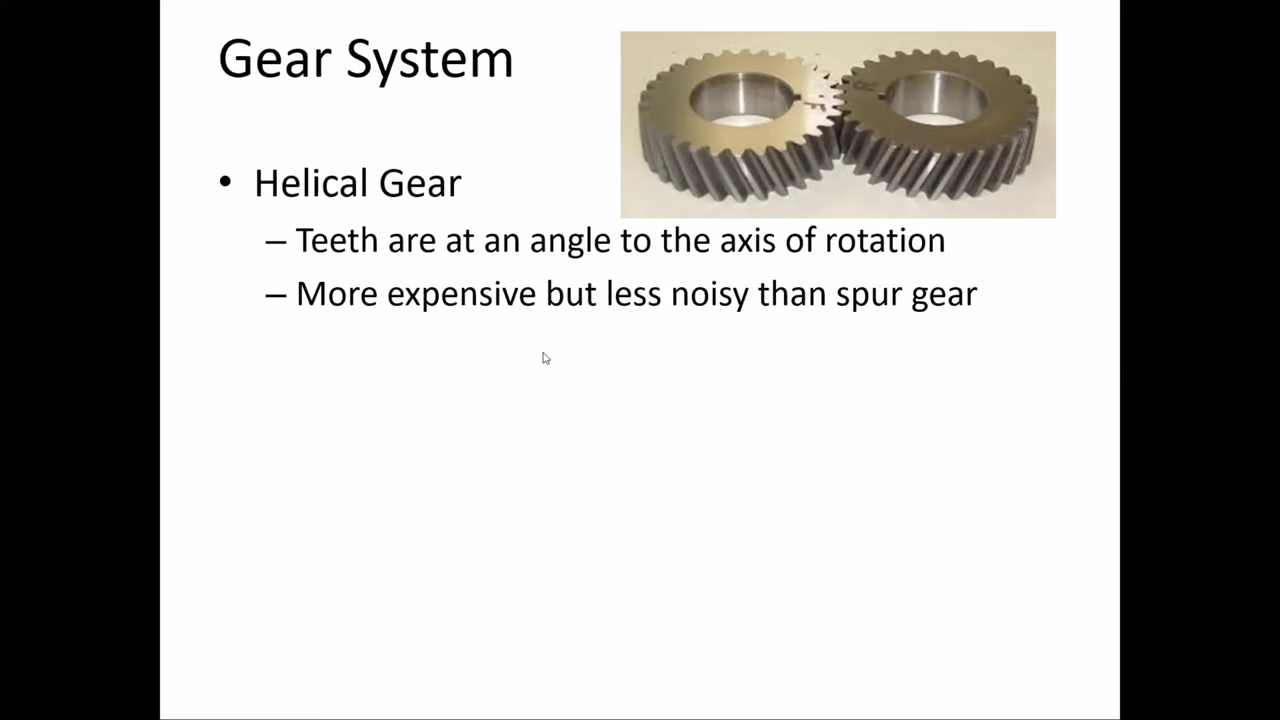 Gear System
• Helical Gear
– Teeth are at an angle to the axis of rotation
– More expensive but less noisy than spur gear